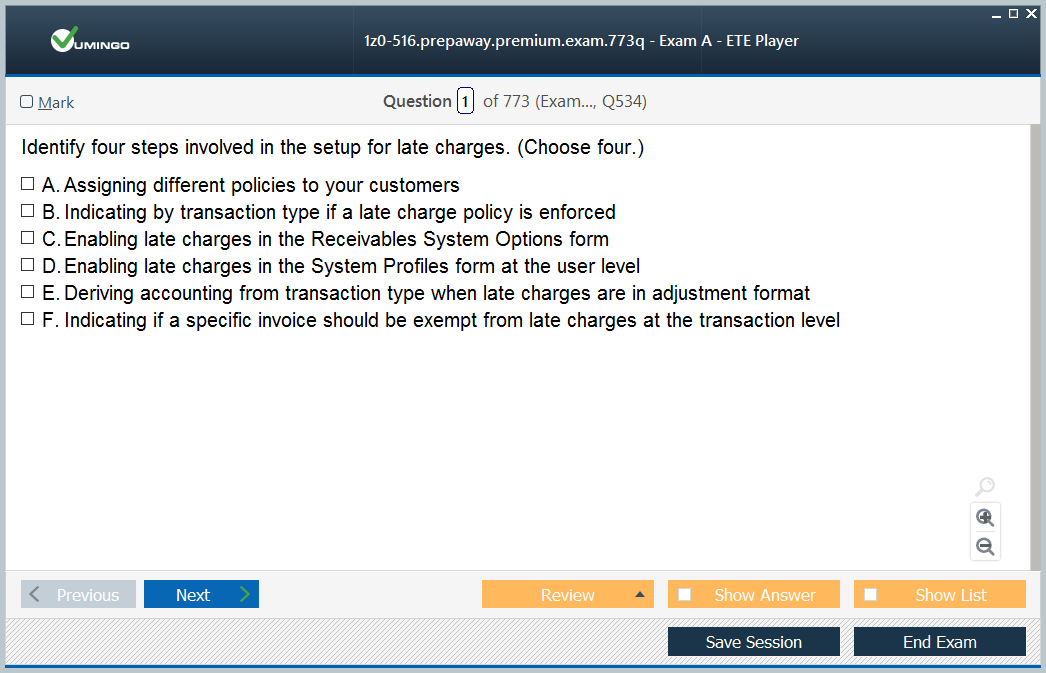 VUMINGO
1z0-516.prepaway.premium.exam.773q - Exam A - ETE Player
Mark
Question 1 of 773 (Exam..., Q534)
Identify four steps involved in the setup for late charges. (Choose four.)
A. Assigning different policies to your customers
B. Indicating by transaction type if a late charge policy is enforced
C. Enabling late charges in the Receivables System Options form
D. Enabling late charges in the System Profiles form at the user level
E. Deriving accounting from transaction type when late charges are in adjustment format
F. Indicating if a specific invoice should be exempt from late charges at the transaction level
Previous Next Review Show Answer Show List
Save Session End Exam